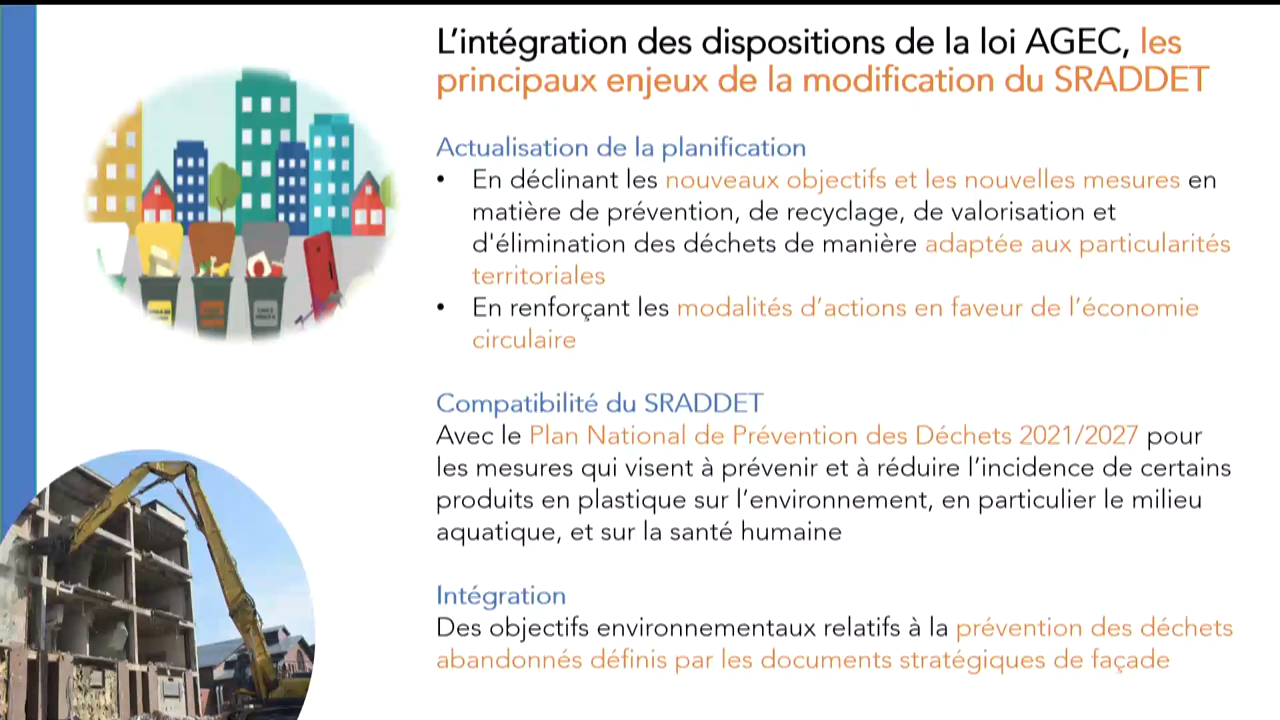 L’intégration des dispositions de la loi AGEC, les
principaux enjeux de la modification du SRADDET
Actualisation de la planification
• En déclinant les nouveaux objectifs et les nouvelles mesures en
matière de prévention, de recyclage, de valorisation et
d'élimination des déchets de manière adaptée aux particularités
territoriales
• En renforçant les modalités d’actions en faveur de l’économie
circulaire
Compatibilité du SRADDET
Avec le Plan National de Prévention des Déchets 2021/2027 pour
les mesures qui visent à prévenir et à réduire l’incidence de certains
produits en plastique sur l’environnement, en particulier le milieu
aquatique, et sur la santé humaine
Intégration
Des objectifs environnementaux relatifs à la prévention des déchets
abandonnés définis par les documents stratégiques de façade